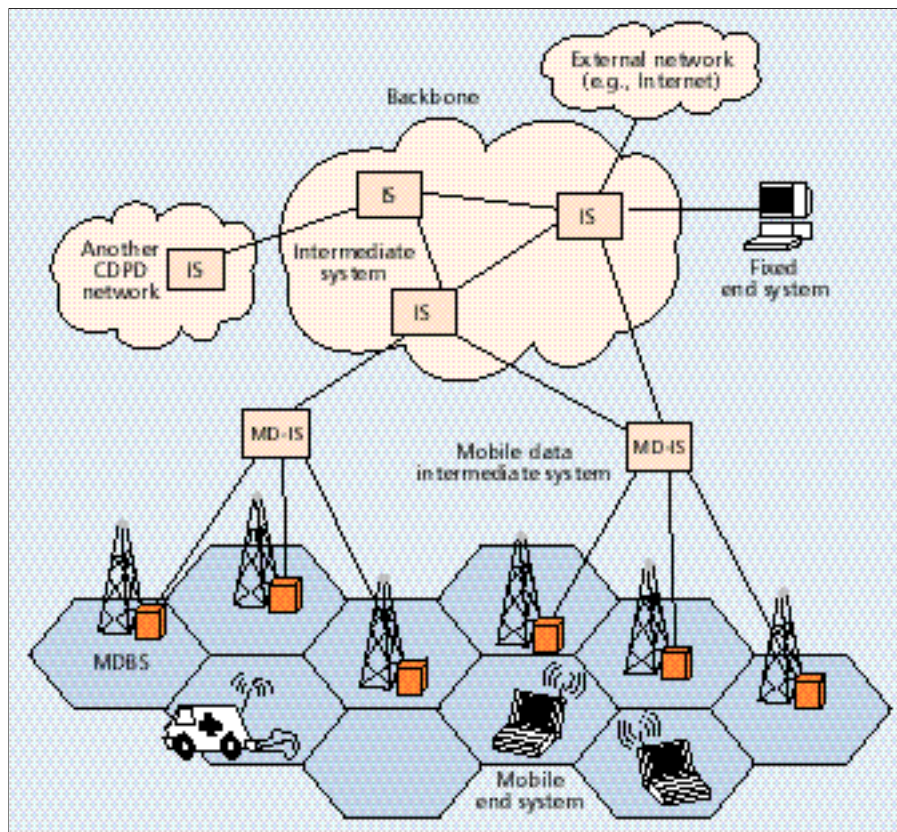 External network
(e.g., Internet)
Backbone
IS
IS
Another
CDPD
network
IS
Intermediate
system
Fixed
end system
IS
MD-IS
Mobile data
intermediate system
MD-IS
MDBS
Mobile
end system